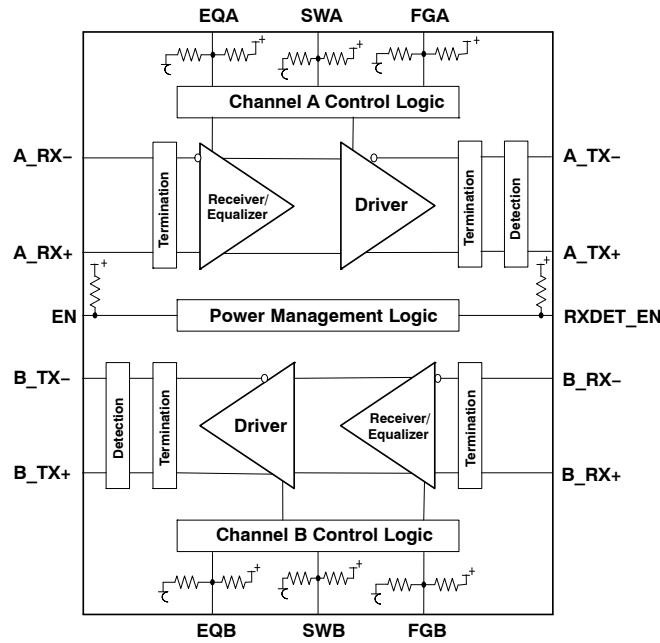 EQA SWA FGA
Channel A Control Logic
A_RX− A_TX−
Termination
Receiver/
Equalizer
Driver
Termination
Detection
A_RX+ A_TX+
+ + + + +
EN Power Management Logic RXDET_EN
B_TX− B_RX−
Detection
Termination
Driver
Receiver/
Equalizer
Termination
B_TX+ B_RX+
Channel B Control Logic
+ + +
EQB SWB FGB